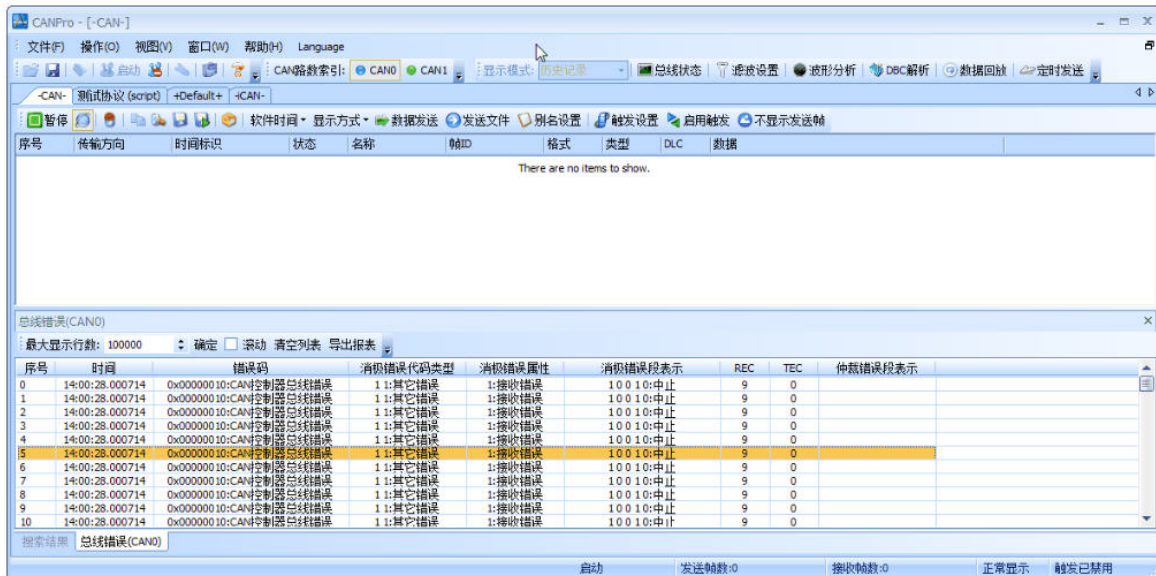 CANPro - [-CAN-]
文件(F) 操作(O) 视图(V) 窗口(W) 帮助(H) Language
启动 CAN路数索引: CAN0 CAN1 显示模式: 历史记录 总线状态 滤波设置 波形分析 DBC解析 数据回放 定时发送
-CAN- 测试协议 (script) +Default+ -CAN-
暂停 软件时间 显示方式 数据发送 发送文件 别名设置 触发设置 启用触发 不显示发送帧
序号 传输方向 时间标识 状态 名称 帧ID 格式 类型 DLC 数据
There are no items to show.
总线错误(CAN0)
最大显示行数: 100000 确定 滚动 清空列表 导出报表
序号 时间 错误码 消极错误代码类型 消极错误属性 消极错误段表示 REC TEC 仲裁错误段表示
0 14:00:28.000714 0x00000010:CAN控制器总线错误 1 1:其它错误 1:接收错误 1 0 0 1 0:中止 9 0
1 14:00:28.000714 0x00000010:CAN控制器总线错误 1 1:其它错误 1:接收错误 1 0 0 1 0:中止 9 0
2 14:00:28.000714 0x00000010:CAN控制器总线错误 1 1:其它错误 1:接收错误 1 0 0 1 0:中止 9 0
3 14:00:28.000714 0x00000010:CAN控制器总线错误 1 1:其它错误 1:接收错误 1 0 0 1 0:中止 9 0
4 14:00:28.000714 0x00000010:CAN控制器总线错误 1 1:其它错误 1:接收错误 1 0 0 1 0:中止 9 0
5 14:00:28.000714 0x00000010:CAN控制器总线错误 1 1:其它错误 1:接收错误 1 0 0 1 0:中止 9 0
6 14:00:28.000714 0x00000010:CAN控制器总线错误 1 1:其它错误 1:接收错误 1 0 0 1 0:中止 9 0
7 14:00:28.000714 0x00000010:CAN控制器总线错误 1 1:其它错误 1:接收错误 1 0 0 1 0:中止 9 0
8 14:00:28.000714 0x00000010:CAN控制器总线错误 1 1:其它错误 1:接收错误 1 0 0 1 0:中止 9 0
9 14:00:28.000714 0x00000010:CAN控制器总线错误 1 1:其它错误 1:接收错误 1 0 0 1 0:中止 9 0
10 14:00:28.000714 0x00000010:CAN控制器总线错误 1 1:其它错误 1:接收错误 1 0 0 1 0:中止 9 0
搜索结果 总线错误(CAN0)
启动 发送帧数:0 接收帧数:0 正常显示 触发已禁用